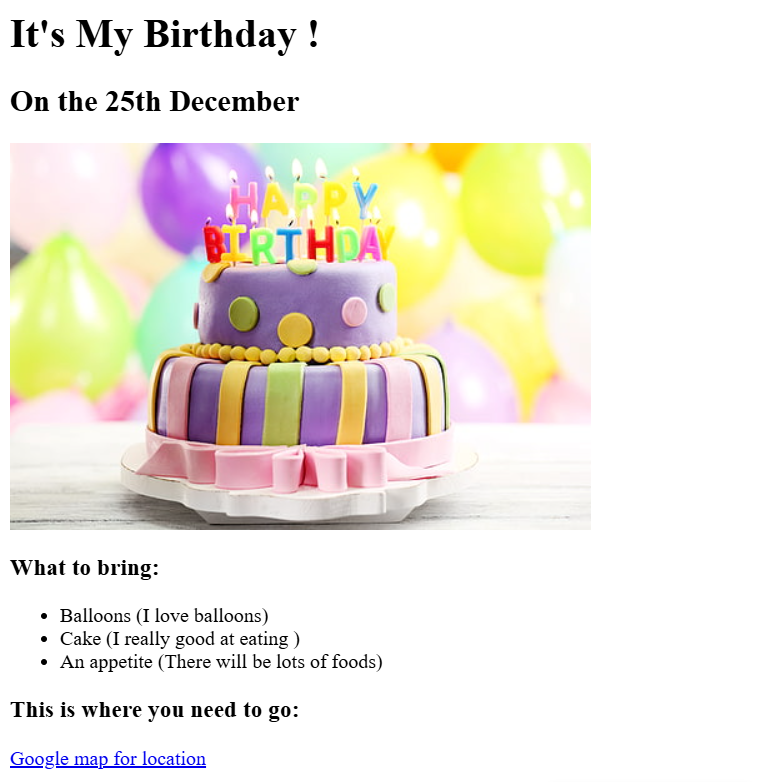 It's My Birthday !
On the 25th December
HAPPY
BIRTHDAY
What to bring:
Balloons (I love balloons)
Cake (I really good at eating )
An appetite (There will be lots of foods)
This is where you need to go:
Google map for location